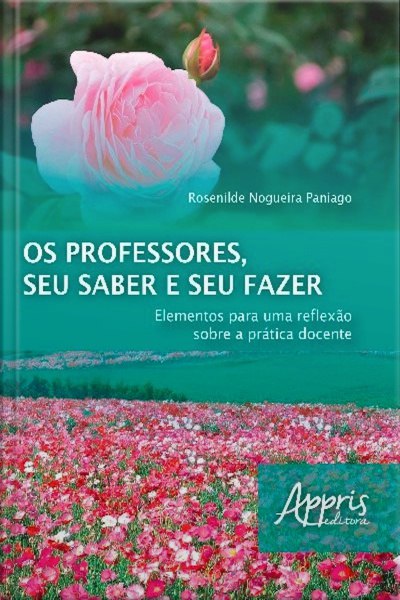 Rosenilde Nogueira Paniago
OS PROFESSORES,
SEU SABER E SEU FAZER
Elementos para uma reflexão
sobre a prática docente
Appris
editora